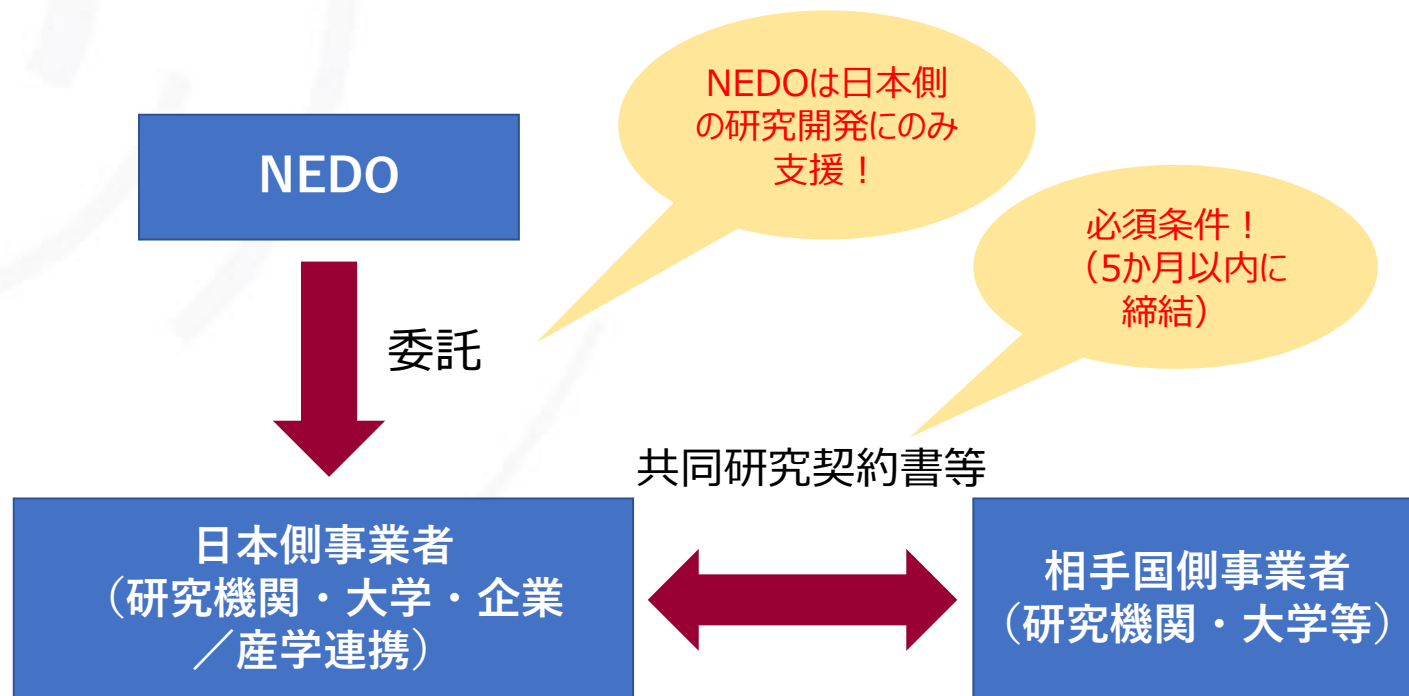 NEDOは日本側
の研究開発にのみ
支援！
NEDO
必須条件！
（5か月以内に
締結）
委託
共同研究契約書等
日本側事業者
（研究機関・大学・企業
／産学連携）
相手国側事業者
（研究機関・大学等）